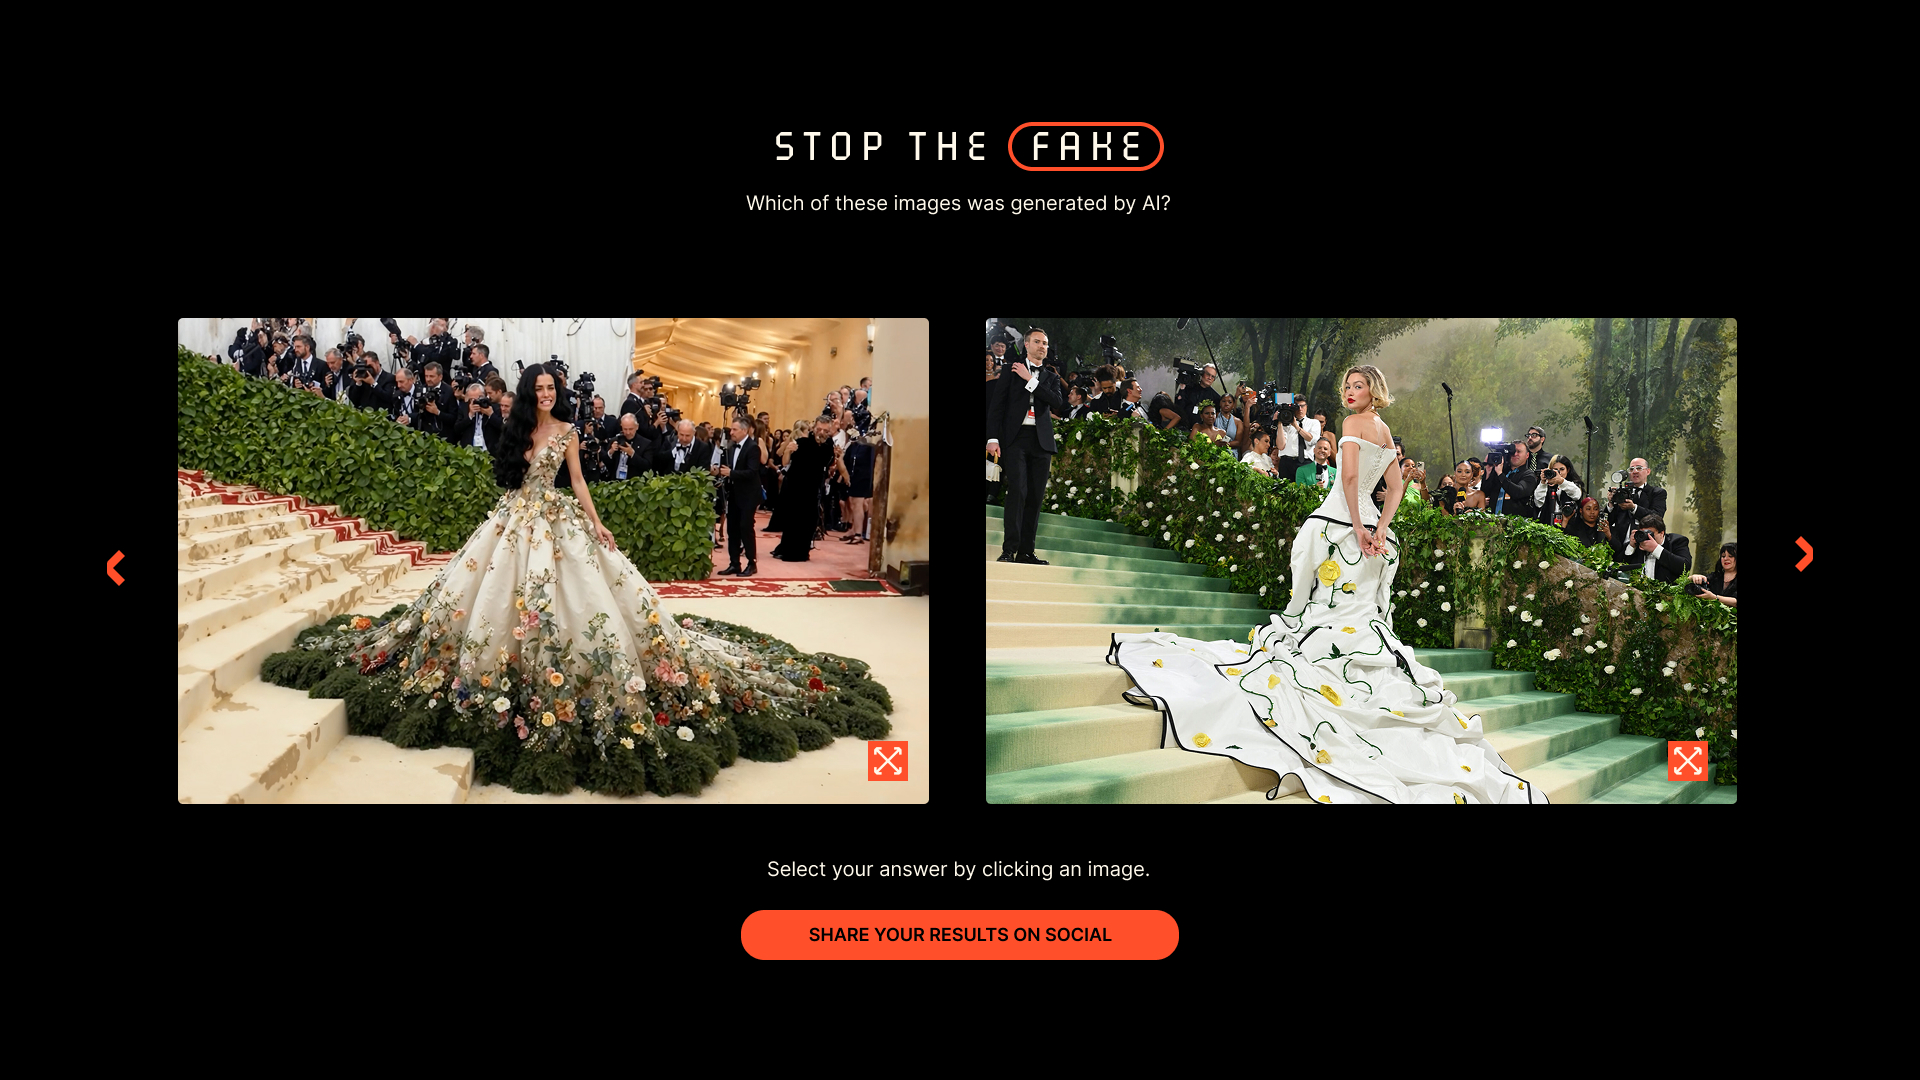 STOP THE FAKE
Which of these images was generated by AI?
Select your answer by clicking an image.
SHARE YOUR RESULTS ON SOCIAL